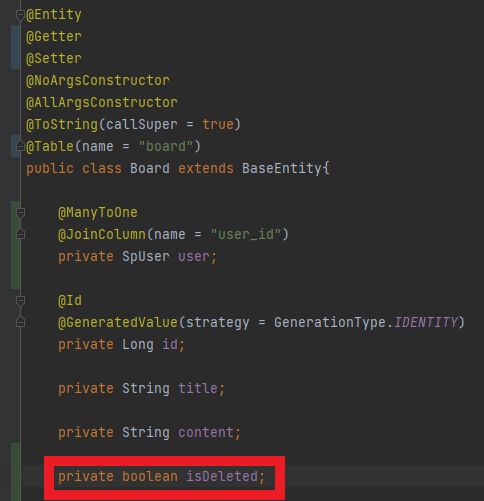 @Entity
@Getter
@Setter
@NoArgsConstructor
@AllArgsConstructor
@ToString(callSuper = true)
@Table(name = "board")
public class Board extends BaseEntity{
@ManyToOne
@JoinColumn(name = "user_id")
private SpUser user;
@Id
@GeneratedValue(strategy = GenerationType.IDENTITY)
private Long id;
private String title;
private String content;
private boolean isDeleted;